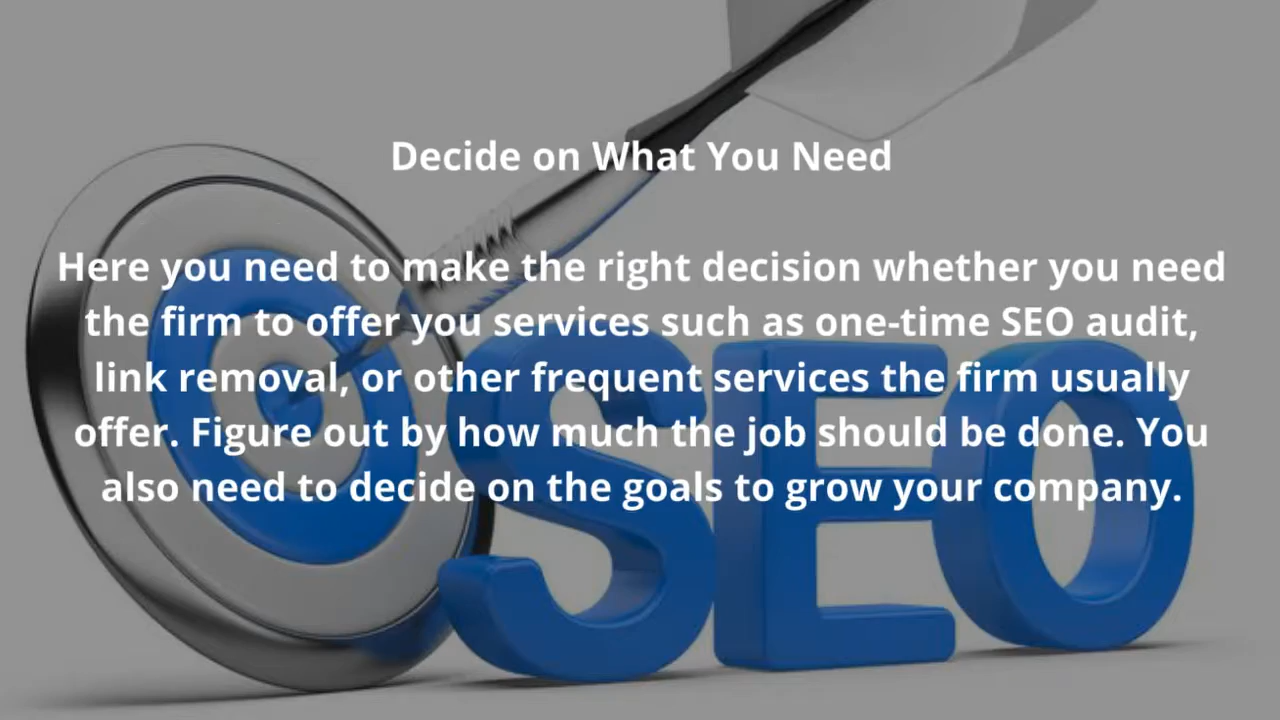 Decide on What You Need
Here you need to make the right decision whether you need
the firm to offer you services such as one-time SEO audit,
link removal, or other frequent services the firm usually
offer. Figure out by how much the job should be done. You
also need to decide on the goals to grow your company.
SEO